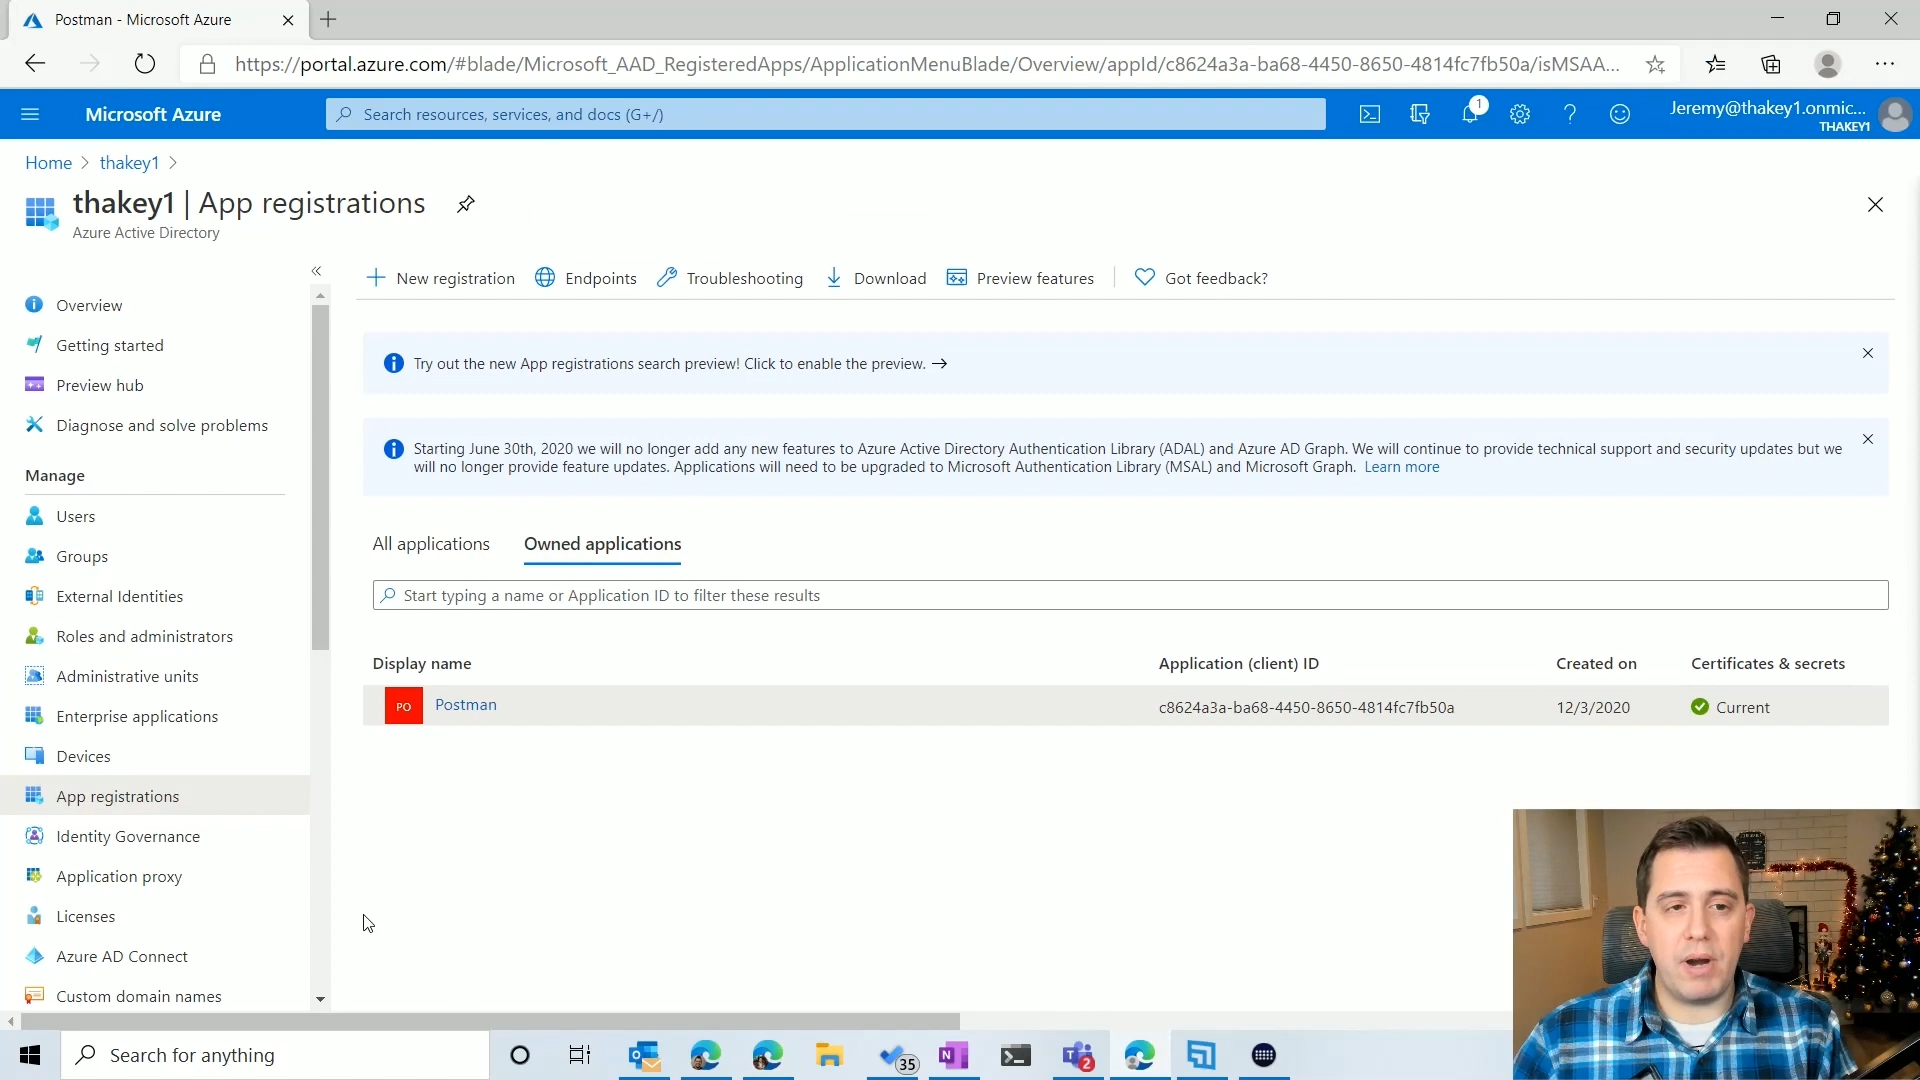 Postman - Microsoft Azure
https://portal.azure.com/#blade/Microsoft_AAD_RegisteredApps/ApplicationMenuBlade/Overview/appId/c8624a3a-ba68-4450-8650-4814fc7fb50a/isMSAA...
Microsoft Azure
Search resources, services, and docs (G+/)
1
Jeremy@thakey1.onmic...
THAKEY1
Home > thakey1 >
thakey1 | App registrations
Azure Active Directory
New registration
Endpoints
Troubleshooting
Download
Preview features
Got feedback?
Overview
Getting started
Preview hub
Diagnose and solve problems
Manage
Users
Groups
External Identities
Roles and administrators
Administrative units
Enterprise applications
Devices
App registrations
Identity Governance
Application proxy
Licenses
Azure AD Connect
Custom domain names
Try out the new App registrations search preview! Click to enable the preview. →
Starting June 30th, 2020 we will no longer add any new features to Azure Active Directory Authentication Library (ADAL) and Azure AD Graph. We will continue to provide technical support and security updates but we
will no longer provide feature updates. Applications will need to be upgraded to Microsoft Authentication Library (MSAL) and Microsoft Graph. Learn more
All applications
Owned applications
Start typing a name or Application ID to filter these results
Display name Application (client) ID Created on Certificates & secrets
PO Postman c8624a3a-ba68-4450-8650-4814fc7fb50a 12/3/2020 Current
Search for anything
35
2